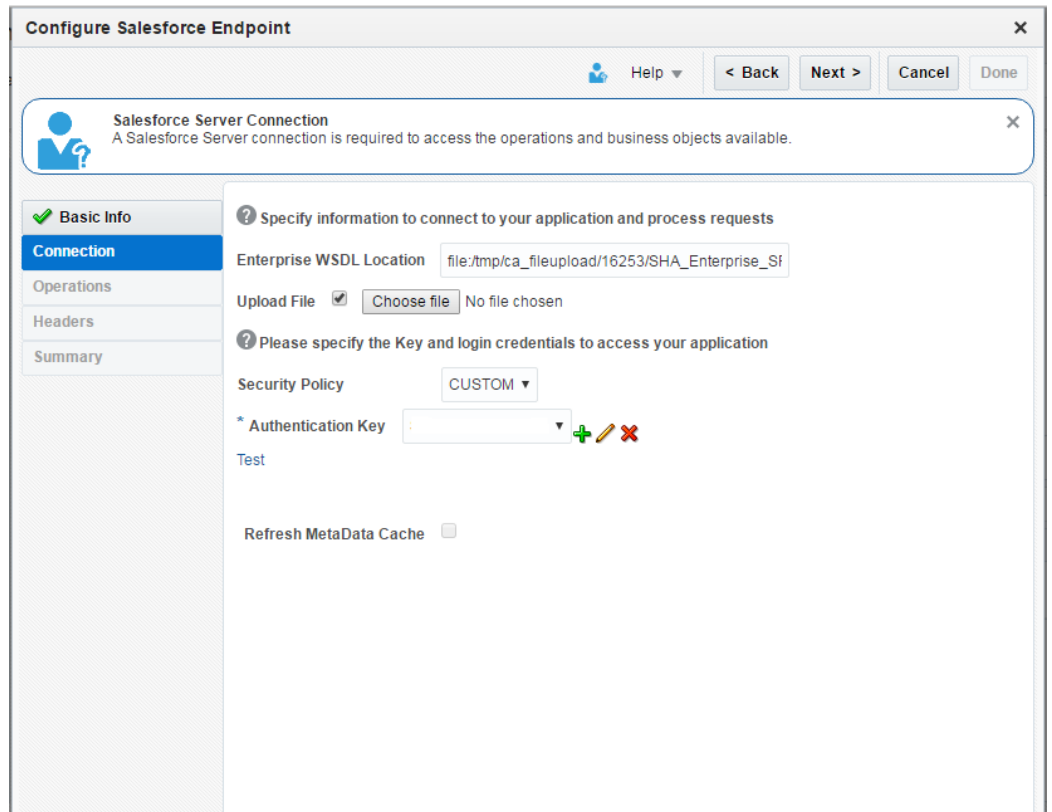 Configure Salesforce Endpoint
Help
< Back
Next >
Cancel
Done
Salesforce Server Connection
A Salesforce Server connection is required to access the operations and business objects available.
Basic Info
Connection
Operations
Headers
Summary
Specify information to connect to your application and process requests
Enterprise WSDL Location file:/tmp/ca_fileupload/16253/SHA_Enterprise_SF
Upload File Choose file No file chosen
Please specify the Key and login credentials to access your application
Security Policy CUSTOM
* Authentication Key
Test
Refresh MetaData Cache